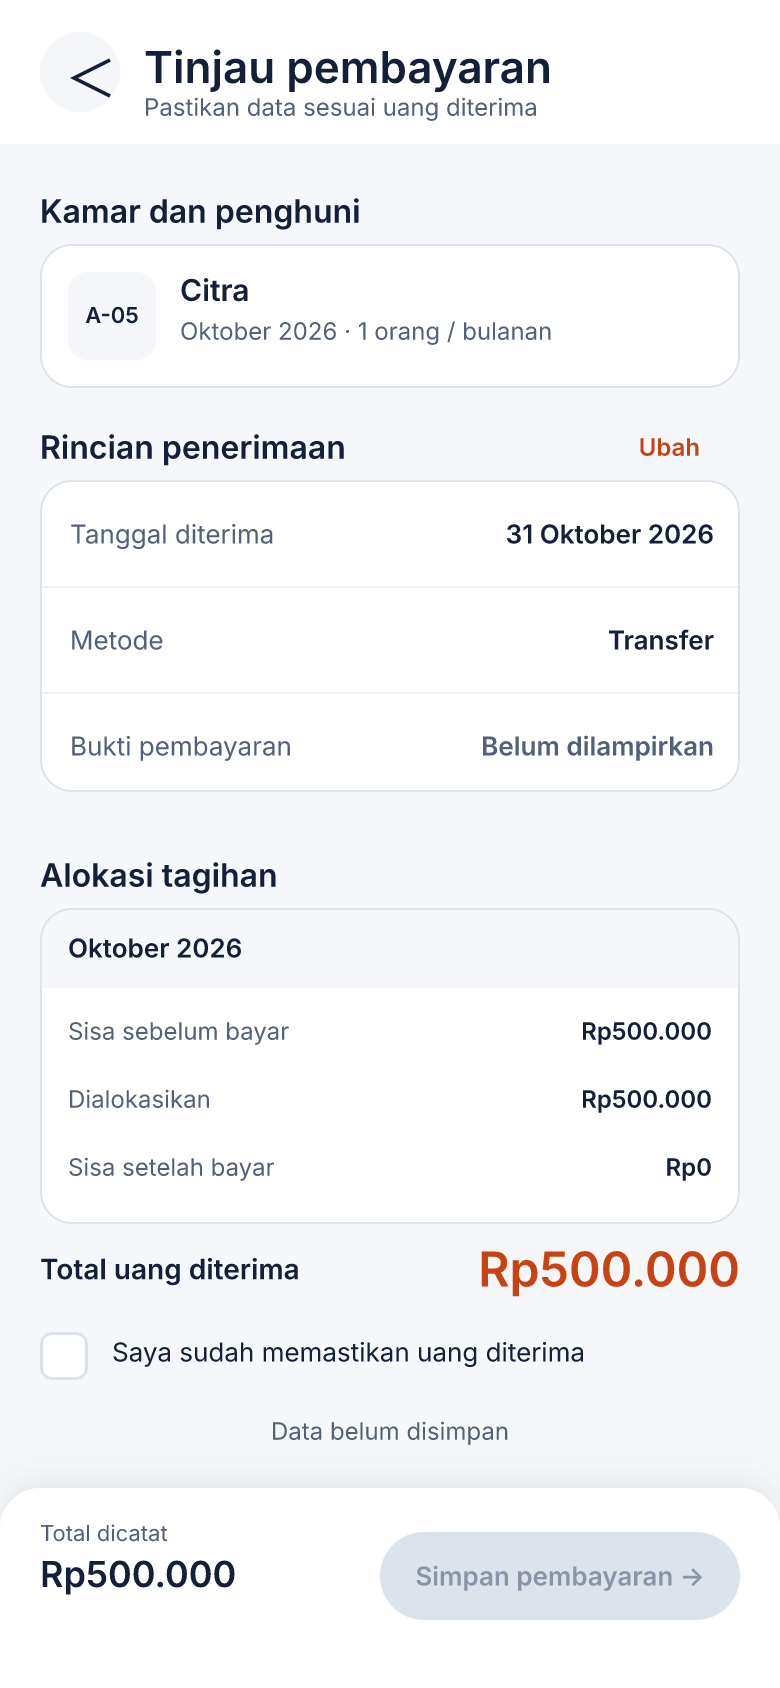 Tinjau pembayaran
Pastikan data sesuai uang diterima
Kamar dan penghuni
A-05
Citra
Oktober 2026 · 1 orang / bulanan
Rincian penerimaan
Ubah
Tanggal diterima
31 Oktober 2026
Metode
Transfer
Bukti pembayaran
Belum dilampirkan
Alokasi tagihan
Oktober 2026
Sisa sebelum bayar
Rp500.000
Dialokasikan
Rp500.000
Sisa setelah bayar
Rp0
Total uang diterima
Rp500.000
Saya sudah memastikan uang diterima
Data belum disimpan
Total dicatat
Rp500.000
Simpan pembayaran →